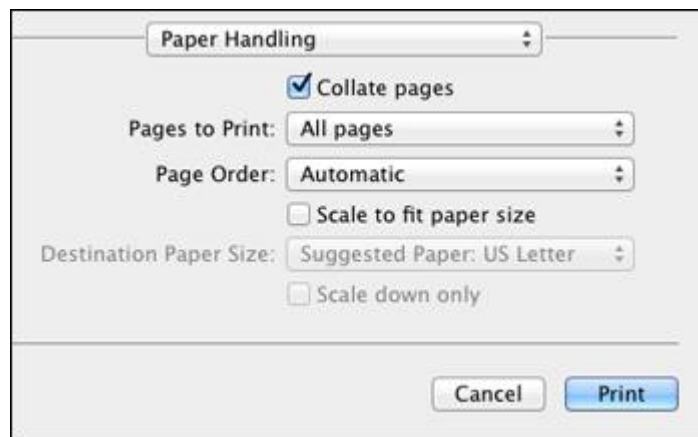 Paper Handling
Collate pages
Pages to Print: All pages
Page Order: Automatic
Scale to fit paper size
Destination Paper Size: Suggested Paper: US Letter
Scale down only
Cancel Print